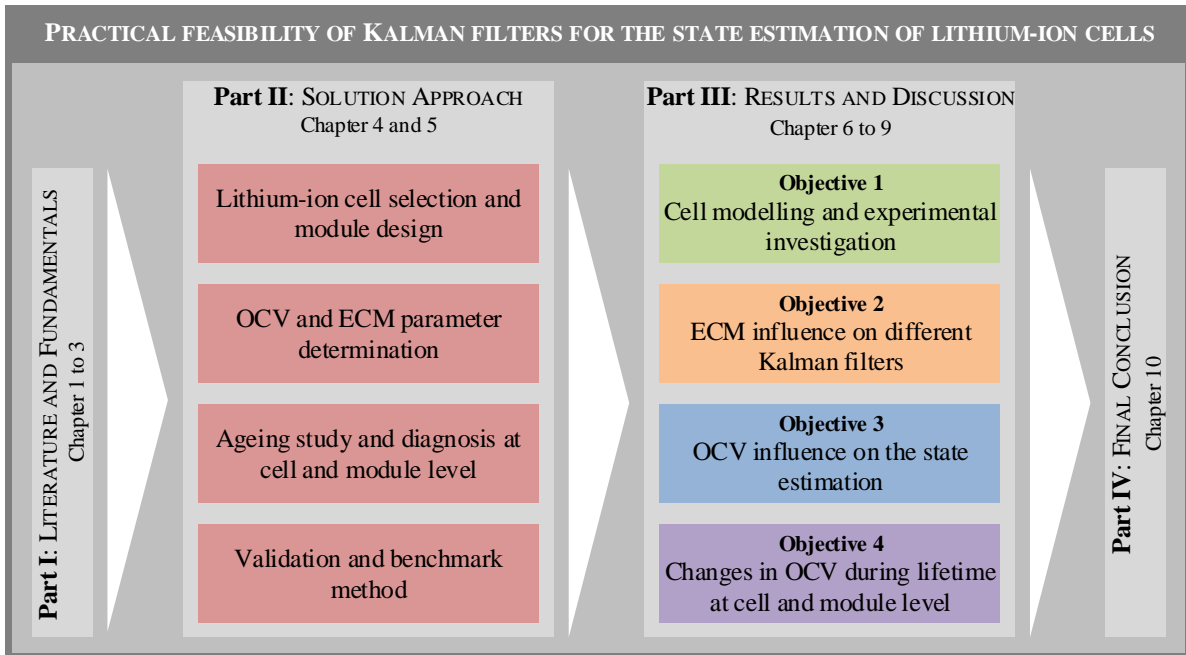 PRACTICAL FEASIBILITY OF KALMAN FILTERS FOR THE STATE ESTIMATION OF LITHIUM-ION CELLS
Part I: LITERATURE AND FUNDAMENTALS
Chapter 1 to 3
Part II: SOLUTION APPROACH
Chapter 4 and 5
Lithium-ion cell selection and
module design
OCV and ECM parameter
determination
Ageing study and diagnosis at
cell and module level
Validation and benchmark
method
Part III: RESULTS AND DISCUSSION
Chapter 6 to 9
Objective 1
Cell modelling and experimental
investigation
Objective 2
ECM influence on different
Kalman filters
Objective 3
OCV influence on the state
estimation
Objective 4
Changes in OCV during lifetime
at cell and module level
Part IV: FINAL CONCLUSION
Chapter 10